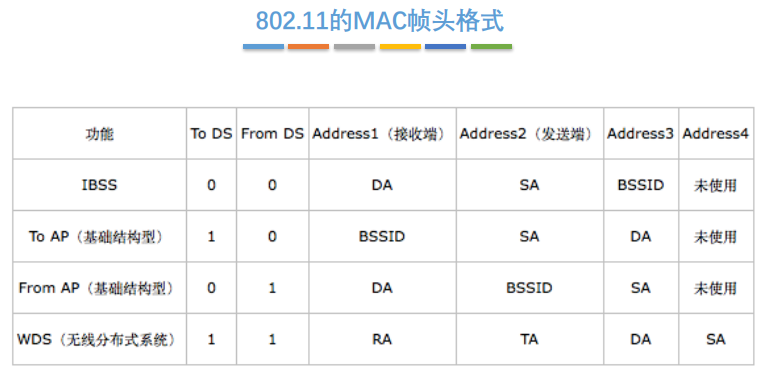 802.11的MAC帧头格式
功能 To DS From DS Address1（接收端） Address2（发送端） Address3 Address4
IBSS 0 0 DA SA BSSID 未使用
To AP（基础结构型） 1 0 BSSID SA DA 未使用
From AP（基础结构型） 0 1 DA BSSID SA 未使用
WDS（无线分布式系统） 1 1 RA TA DA SA